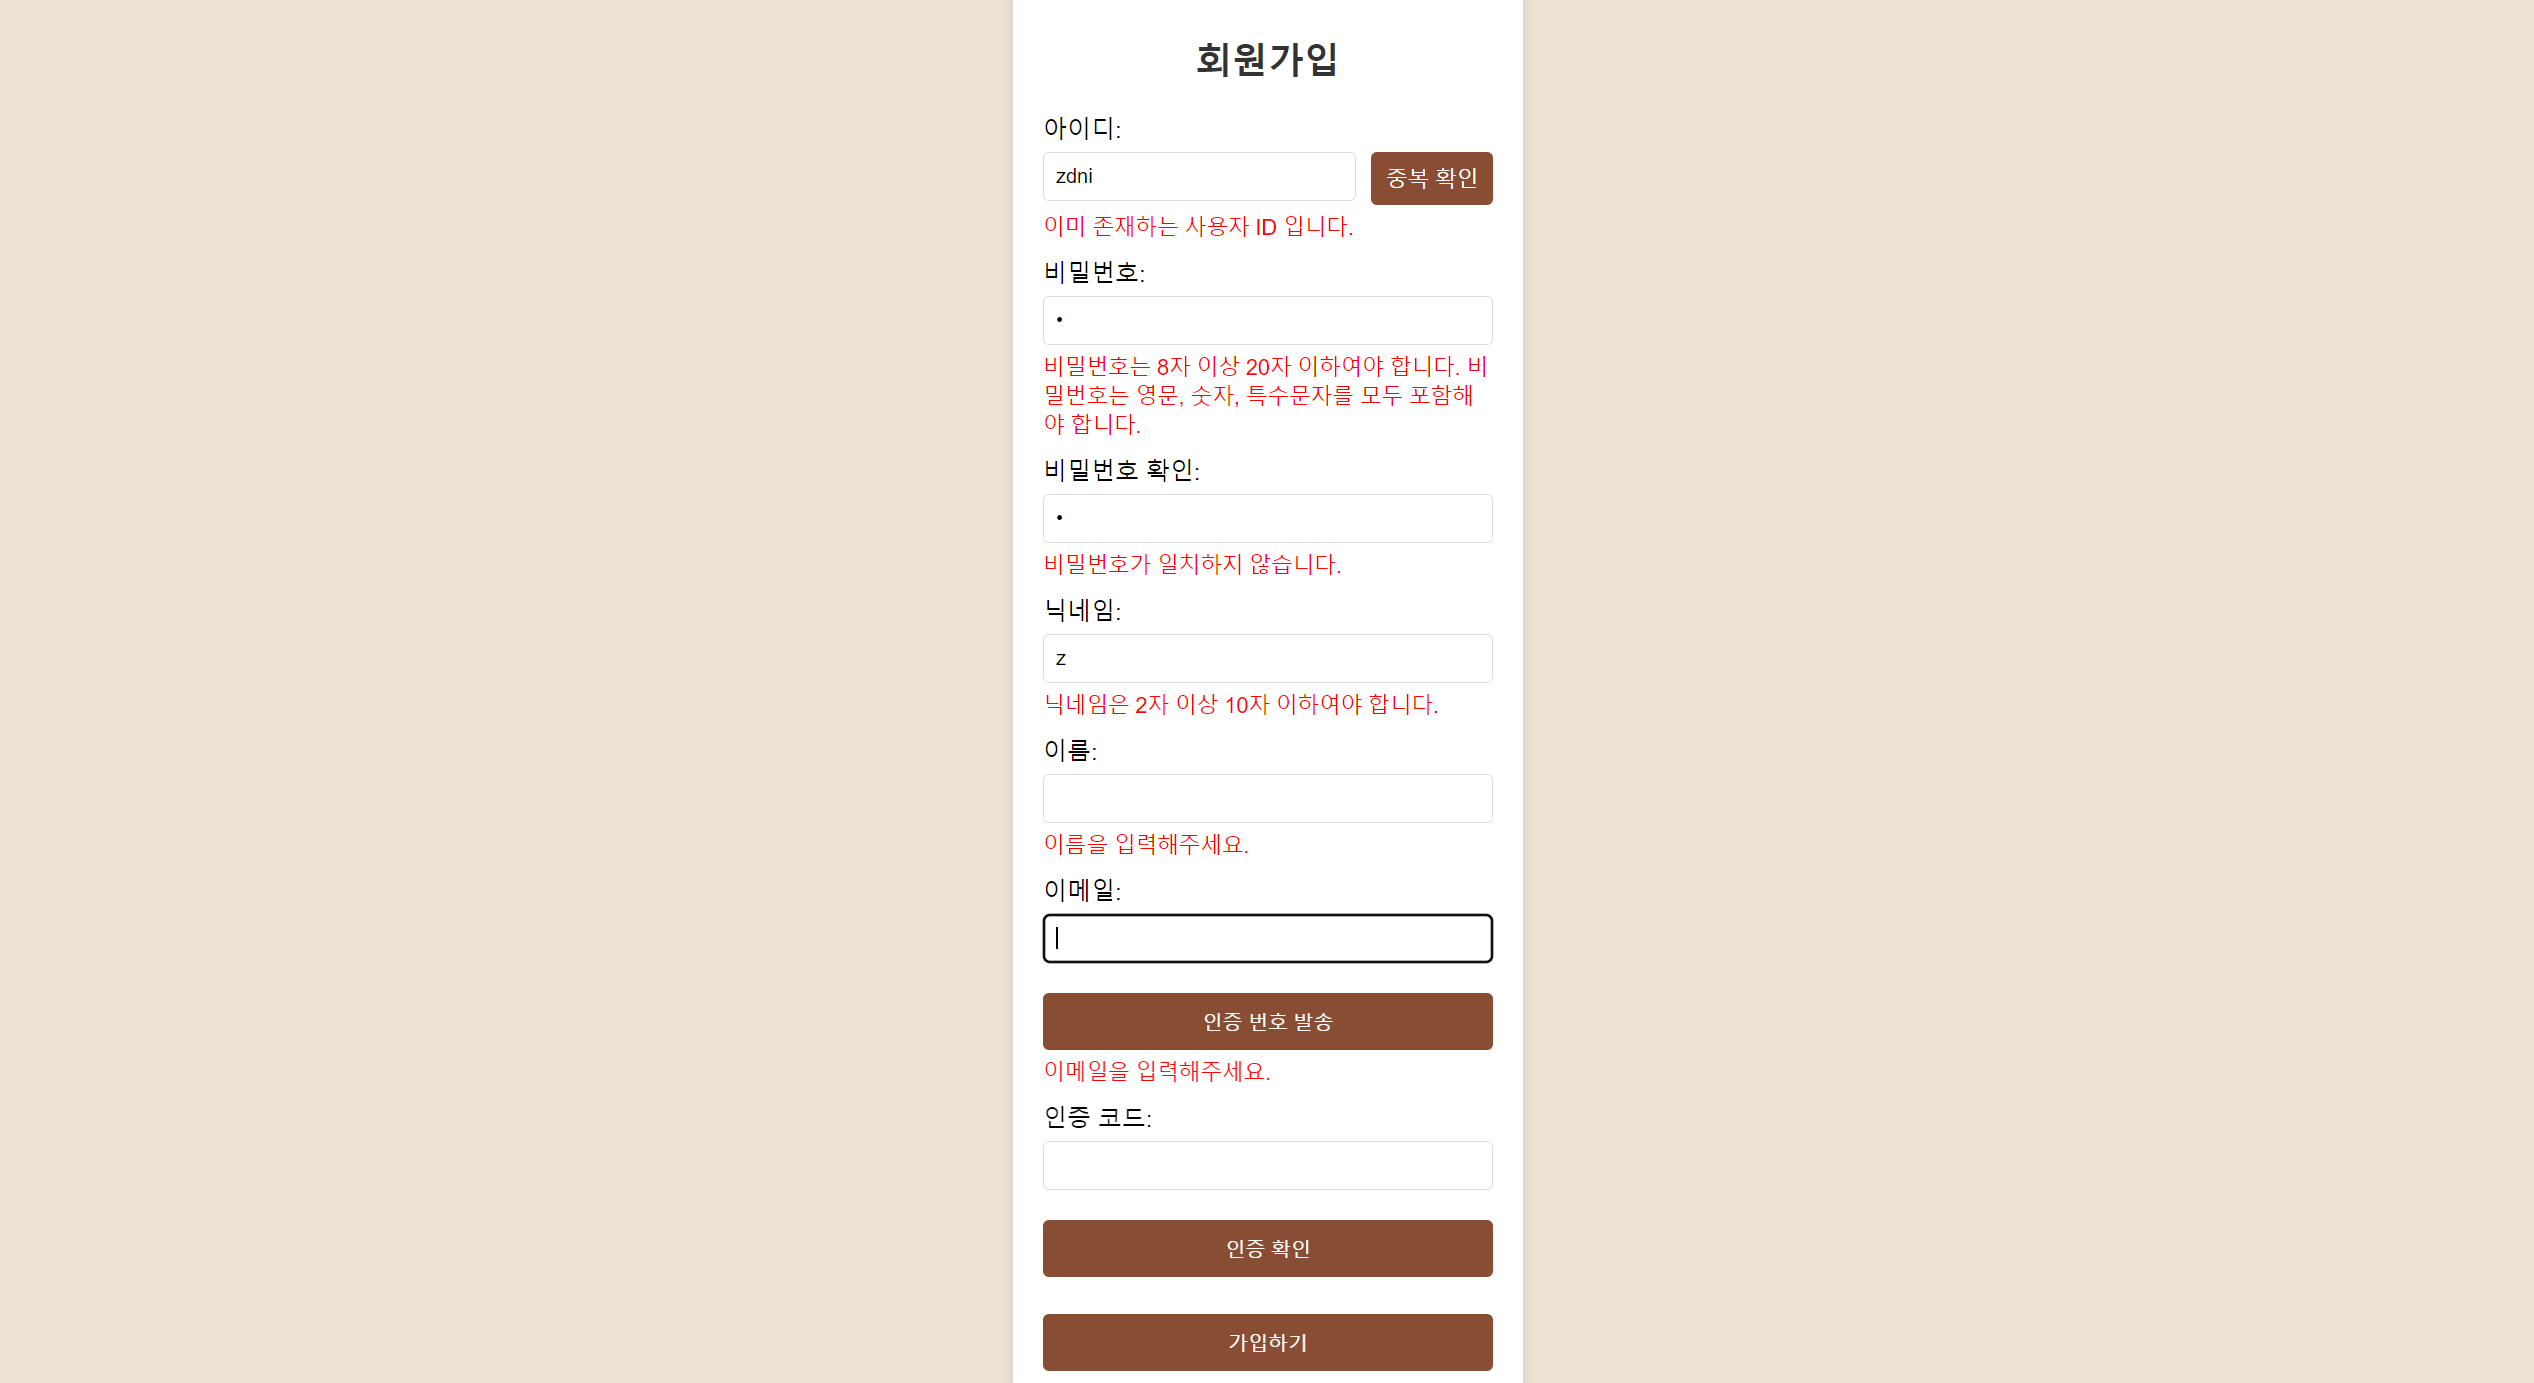 회원가입
아이디:
zdni
중복 확인
이미 존재하는 사용자 ID 입니다.
비밀번호:
•
비밀번호는 8자 이상 20자 이하여야 합니다. 비
밀번호는 영문, 숫자, 특수문자를 모두 포함해
야 합니다.
비밀번호 확인:
•
비밀번호가 일치하지 않습니다.
닉네임:
z
닉네임은 2자 이상 10자 이하여야 합니다.
이름:
이름을 입력해주세요.
이메일:
인증 번호 발송
이메일을 입력해주세요.
인증 코드:
인증 확인
가입하기